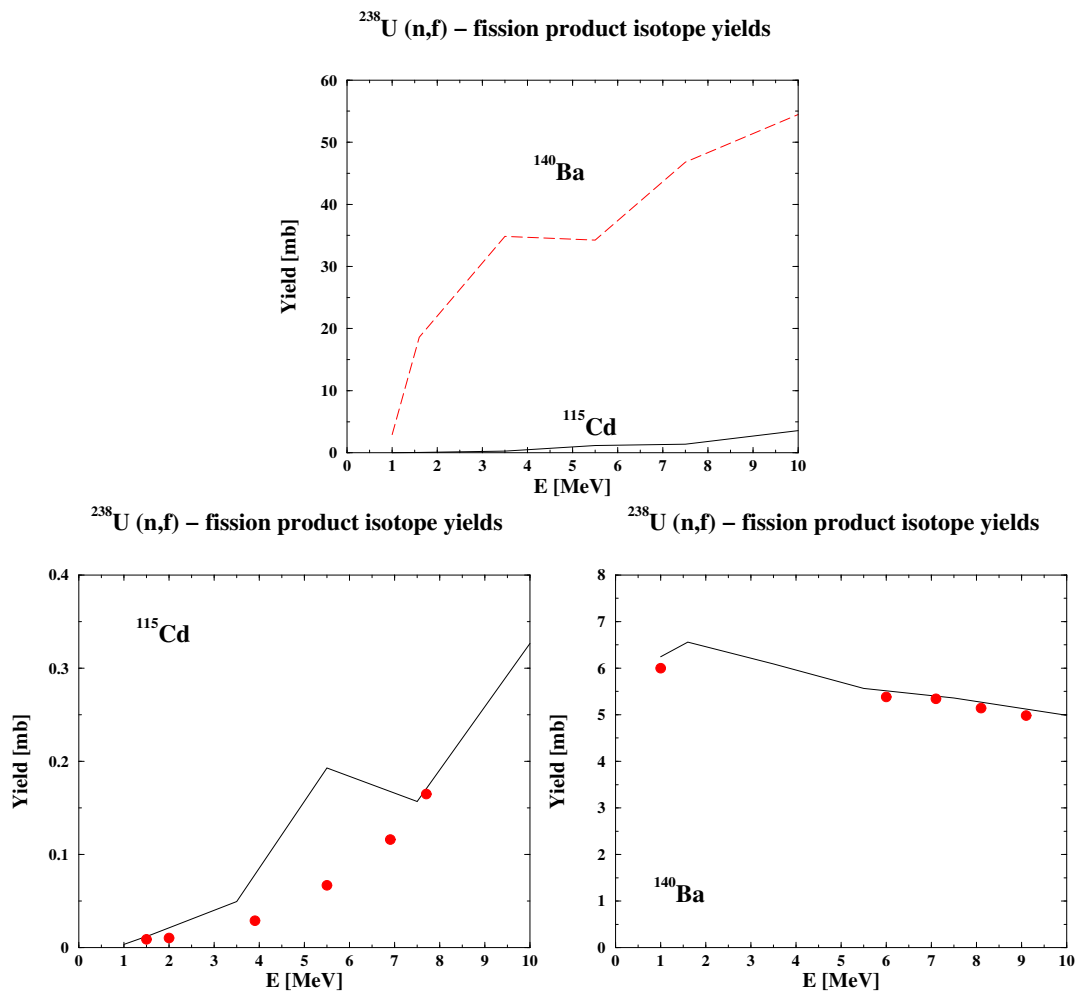 ²³⁸U (n,f) – fission product isotope yields
60
50
40
30
20
10
0
Yield [mb]
¹⁴⁰Ba
¹¹⁵Cd
0 1 2 3 4 5 6 7 8 9 10
E [MeV]
²³⁸U (n,f) – fission product isotope yields
0.4
0.3
0.2
0.1
0
Yield [mb]
¹¹⁵Cd
0 1 2 3 4 5 6 7 8 9 10
E [MeV]
²³⁸U (n,f) – fission product isotope yields
8
7
6
5
4
3
2
1
0
Yield [mb]
¹⁴⁰Ba
0 1 2 3 4 5 6 7 8 9 10
E [MeV]